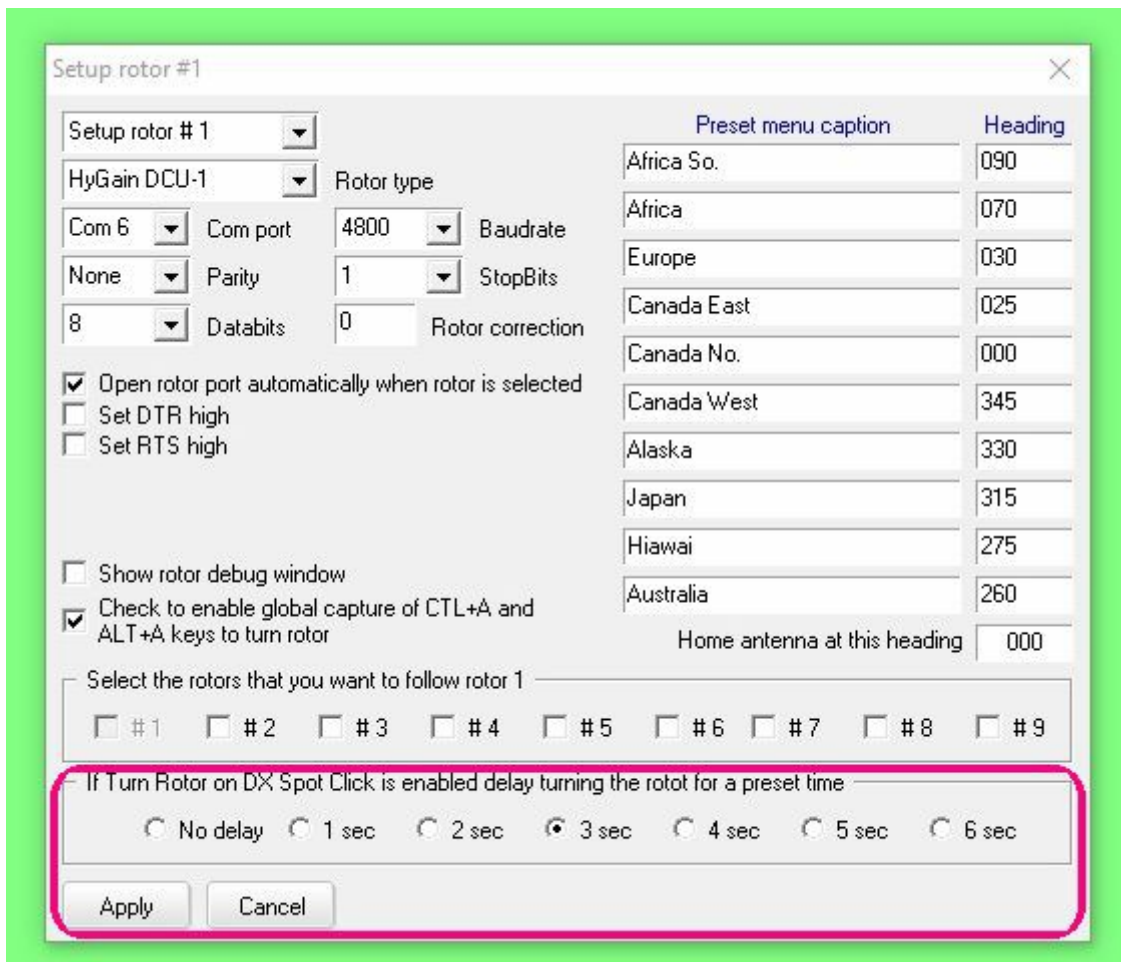 Setup rotor #1
Setup rotor # 1
HyGain DCU-1 Rotor type
Com 6 Com port 4800 Baudrate
None Parity 1 StopBits
8 Databits 0 Rotor correction
Open rotor port automatically when rotor is selected
Set DTR high
Set RTS high
Show rotor debug window
Check to enable global capture of CTL+A and
ALT+A keys to turn rotor
Preset menu caption Heading
Africa So. 090
Africa 070
Europe 030
Canada East 025
Canada No. 000
Canada West 345
Alaska 330
Japan 315
Hiawai 275
Australia 260
Home antenna at this heading 000
Select the rotors that you want to follow rotor 1
#1 #2 #3 #4 #5 #6 #7 #8 #9
If Turn Rotor on DX Spot Click is enabled delay turning the rotot for a preset time
No delay 1 sec 2 sec 3 sec 4 sec 5 sec 6 sec
Apply Cancel